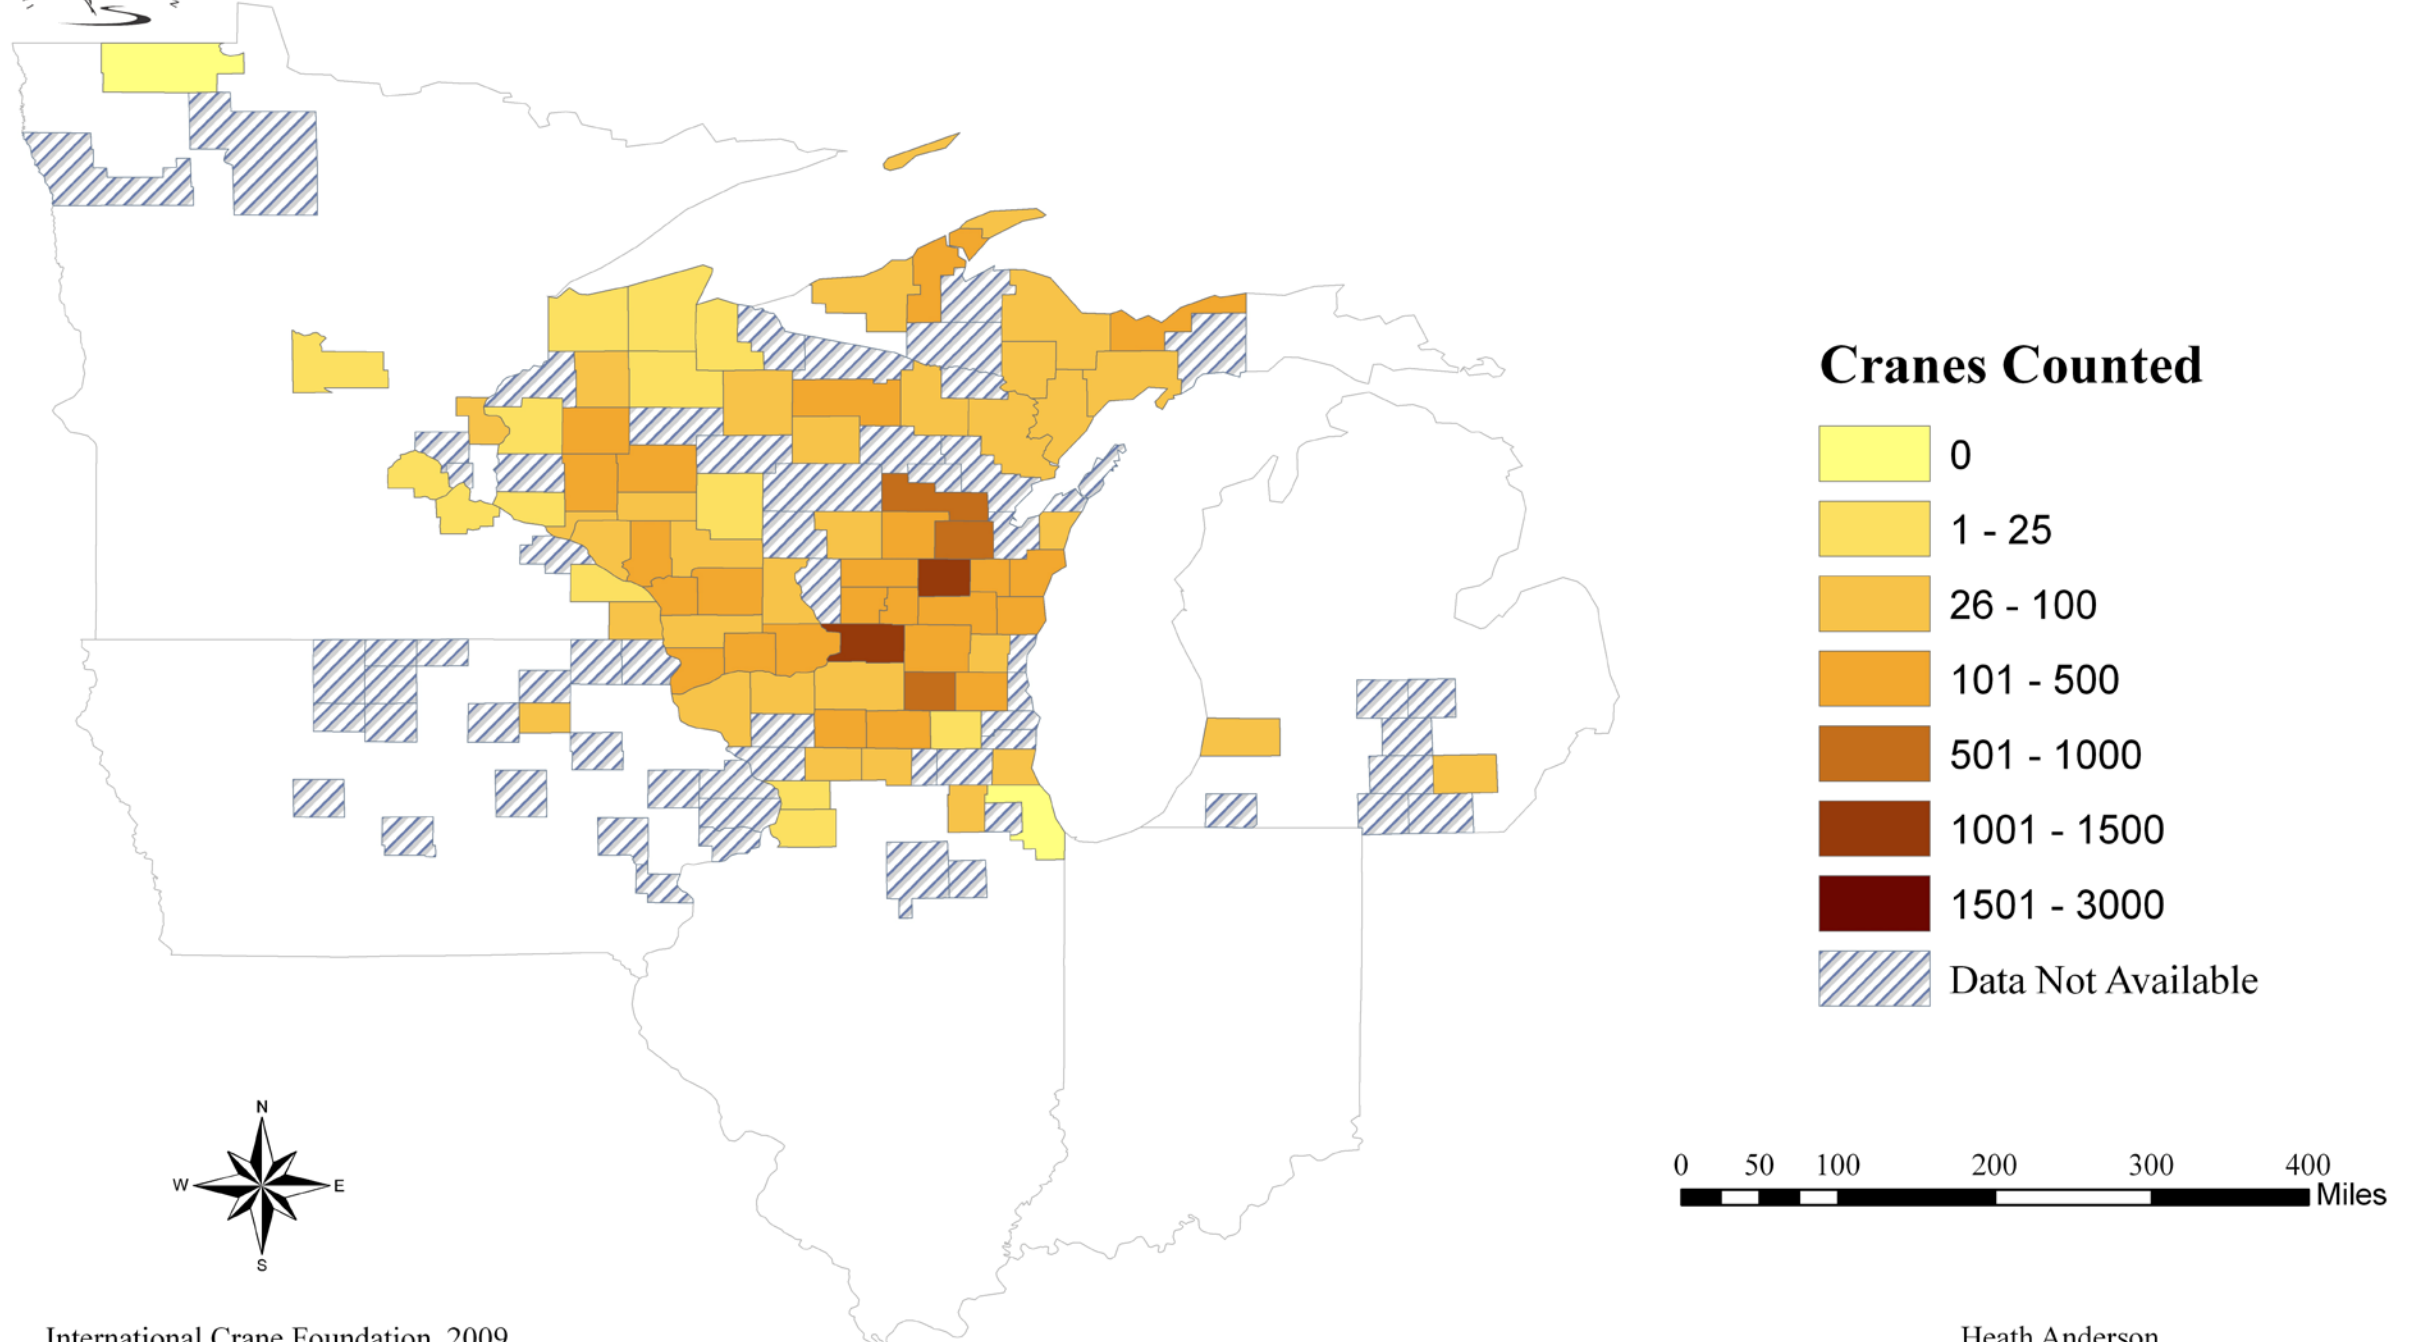 Cranes Counted
0
1 - 25
26 - 100
101 - 500
501 - 1000
1001 - 1500
1501 - 3000
Data Not Available
N
W E
S
0 50 100 200 300 400
Miles
International Crane Foundation, 2009
Heath Anderson